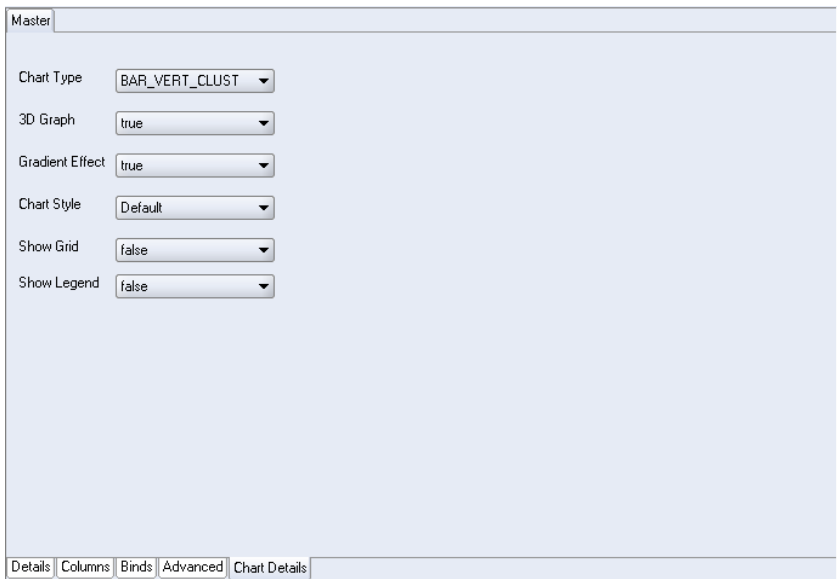 Master
Chart Type BAR_VERT_CLUST
3D Graph true
Gradient Effect true
Chart Style Default
Show Grid false
Show Legend false
Details Columns Binds Advanced Chart Details